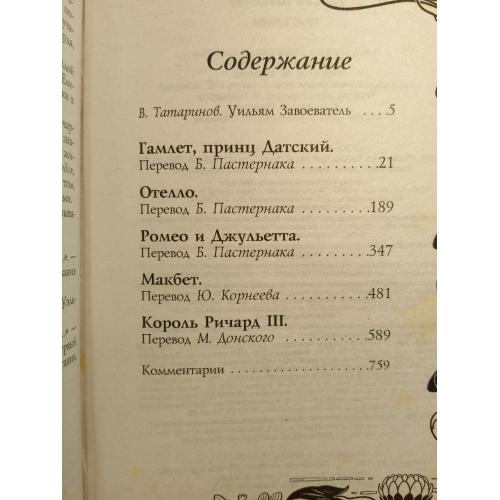 Содержание
В. Татаринов. Уильям Завоеватель . . . .5
Гамлет, принц Датский.
Перевод Б. Пастернака . . . . . . . . . .21
Отелло.
Перевод Б. Пастернака . . . . . . . . .189
Ромео и Джульетта.
Перевод Б. Пастернака . . . . . . . . .347
Макбет.
Перевод Ю. Корнеева . . . . . . . . . .481
Король Ричард III.
Перевод М. Донского . . . . . . . . . .589
Комментарии . . . . . . . . . . . . . . . .759